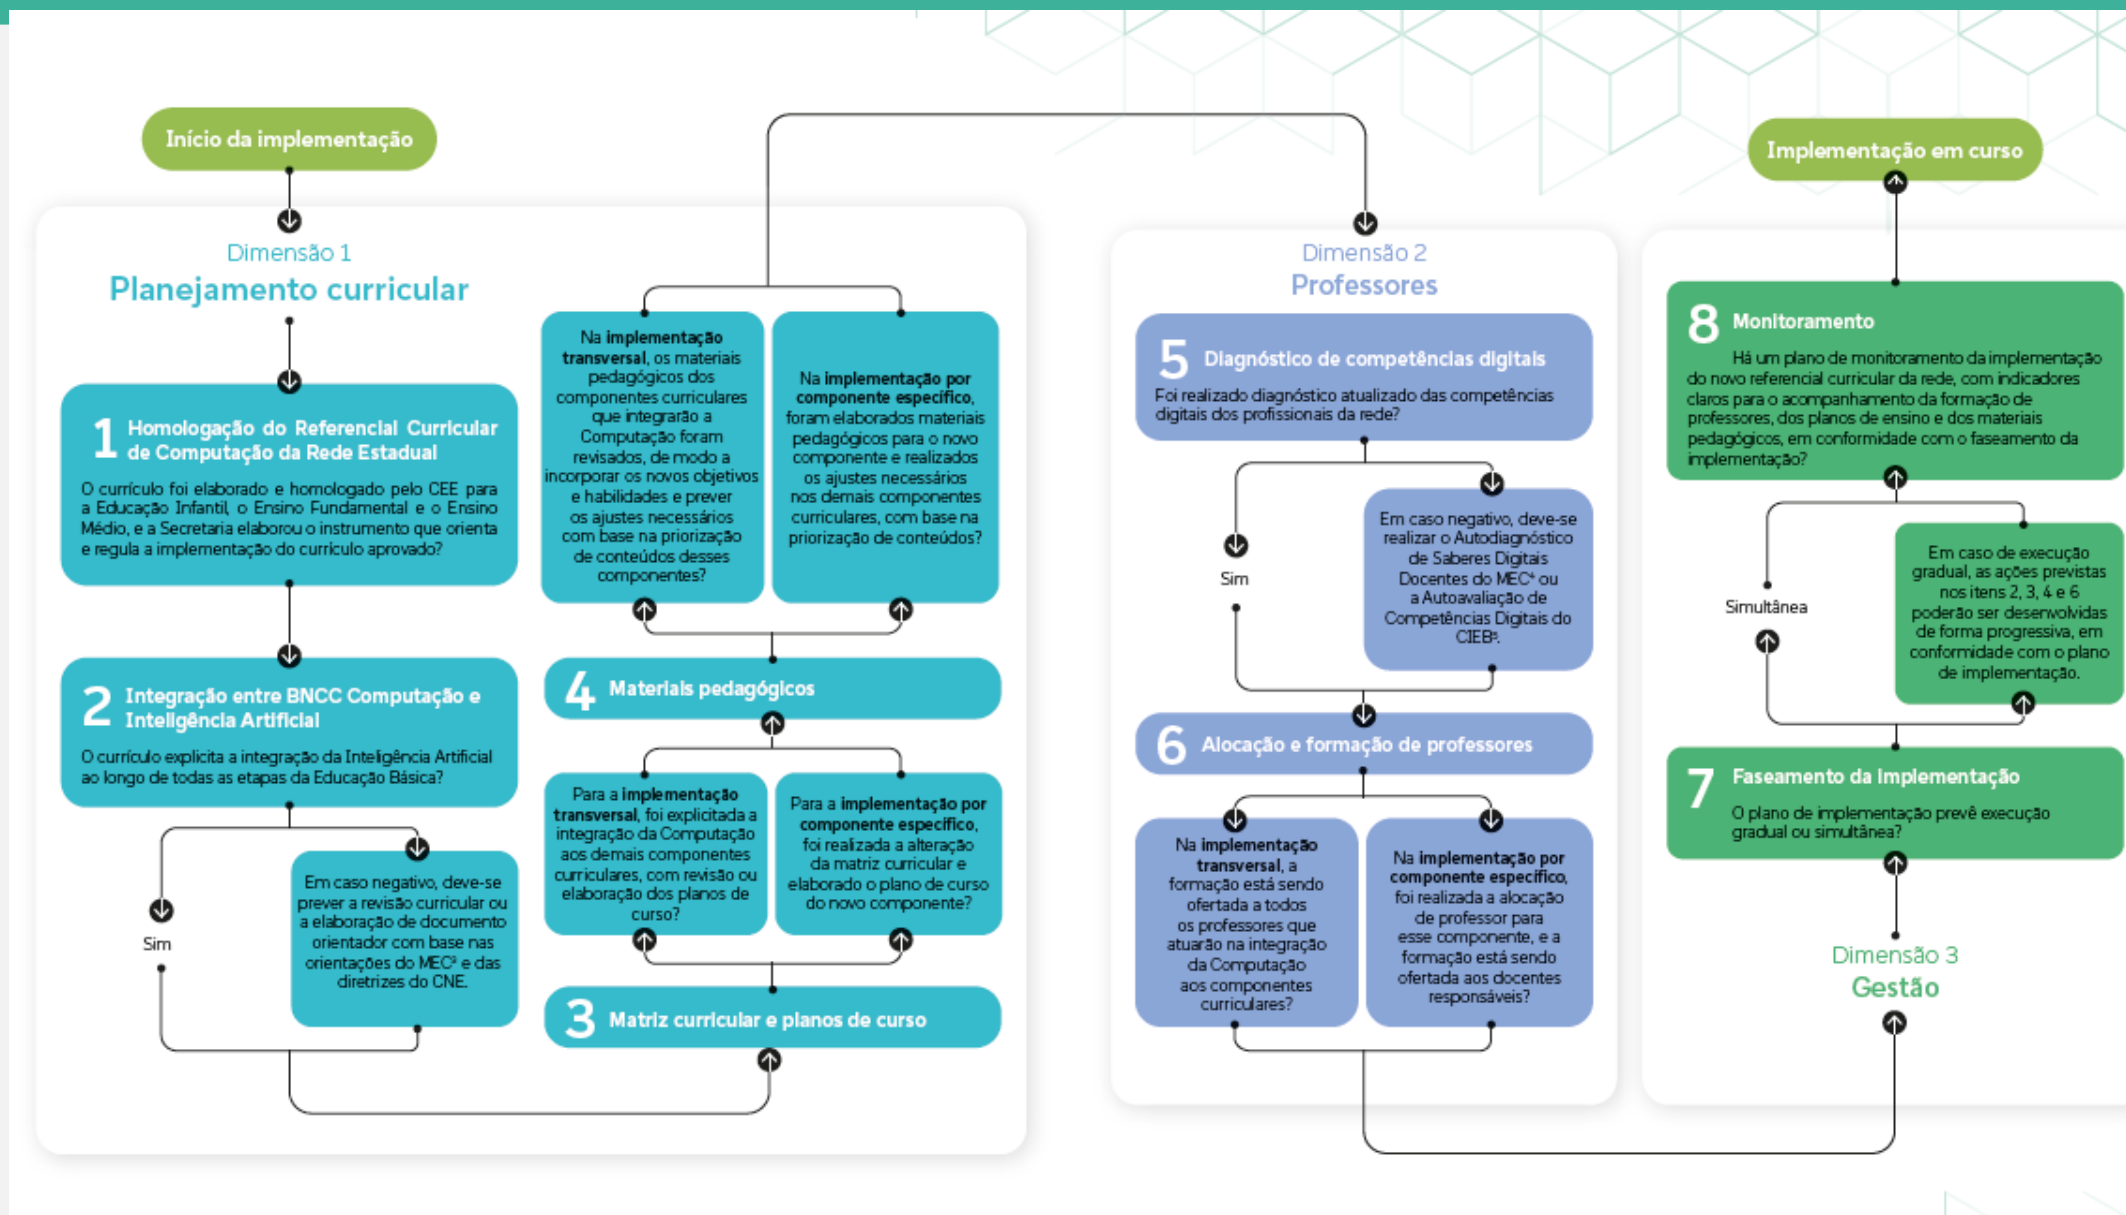 Início da implementação
Dimensão 1
Planejamento curricular
1 Homologação do Referencial Curricular
de Computação da Rede Estadual
O currículo foi elaborado e homologado pelo CEE para
a Educação Infantil, o Ensino Fundamental e o Ensino
Médio, e a Secretaria elaborou o instrumento que orienta
e regula a implementação do currículo aprovado?
2 Integração entre BNCC Computação e
Inteligência Artificial
O currículo explicita a integração da Inteligência Artificial
ao longo de todas as etapas da Educação Básica?
Sim
Em caso negativo, deve-se
prever a revisão curricular ou
a elaboração de documento
orientador com base nas
orientações do MEC³ e das
diretrizes do CNE.
3 Matriz curricular e planos de curso
Para a implementação
transversal, foi explicitada a
integração da Computação
aos demais componentes
curriculares, com revisão ou
elaboração dos planos de
curso?
Para a implementação por
componente específico,
foi realizada a alteração
da matriz curricular e
elaborado o plano de curso
do novo componente?
4 Materiais pedagógicos
Na implementação
transversal, os materiais
pedagógicos dos
componentes curriculares
que integrarão a
Computação foram
revisados, de modo a
incorporar os novos objetivos
e habilidades e prever
os ajustes necessários
com base na priorização
de conteúdos desses
componentes?
Na implementação por
componente específico,
foram elaborados materiais
pedagógicos para o novo
componente e realizados
os ajustes necessários
nos demais componentes
curriculares, com base na
priorização de conteúdos?
Dimensão 2
Professores
5 Diagnóstico de competências digitais
Foi realizado diagnóstico atualizado das competências
digitais dos profissionais da rede?
Sim
Em caso negativo, deve-se
realizar o Autodiagnóstico
de Saberes Digitais
Docentes do MEC⁴ ou
a Autoavaliação de
Competências Digitais do
CIEB⁵.
6 Alocação e formação de professores
Na implementação
transversal, a
formação está sendo
ofertada a todos
os professores que
atuarão na integração
da Computação
aos componentes
curriculares?
Na implementação por
componente específico,
foi realizada a alocação
de professor para
esse componente, e a
formação está sendo
ofertada aos docentes
responsáveis?
Dimensão 3
Gestão
7 Faseamento da implementação
O plano de implementação prevê execução
gradual ou simultânea?
Simultânea
Em caso de execução
gradual, as ações previstas
nos itens 2, 3, 4 e 6
poderão ser desenvolvidas
de forma progressiva, em
conformidade com o plano
de implementação.
8 Monitoramento
Há um plano de monitoramento da implementação
do novo referencial curricular da rede, com indicadores
claros para o acompanhamento da formação de
professores, dos planos de ensino e dos materiais
pedagógicos, em conformidade com o faseamento da
implementação?
Implementação em curso